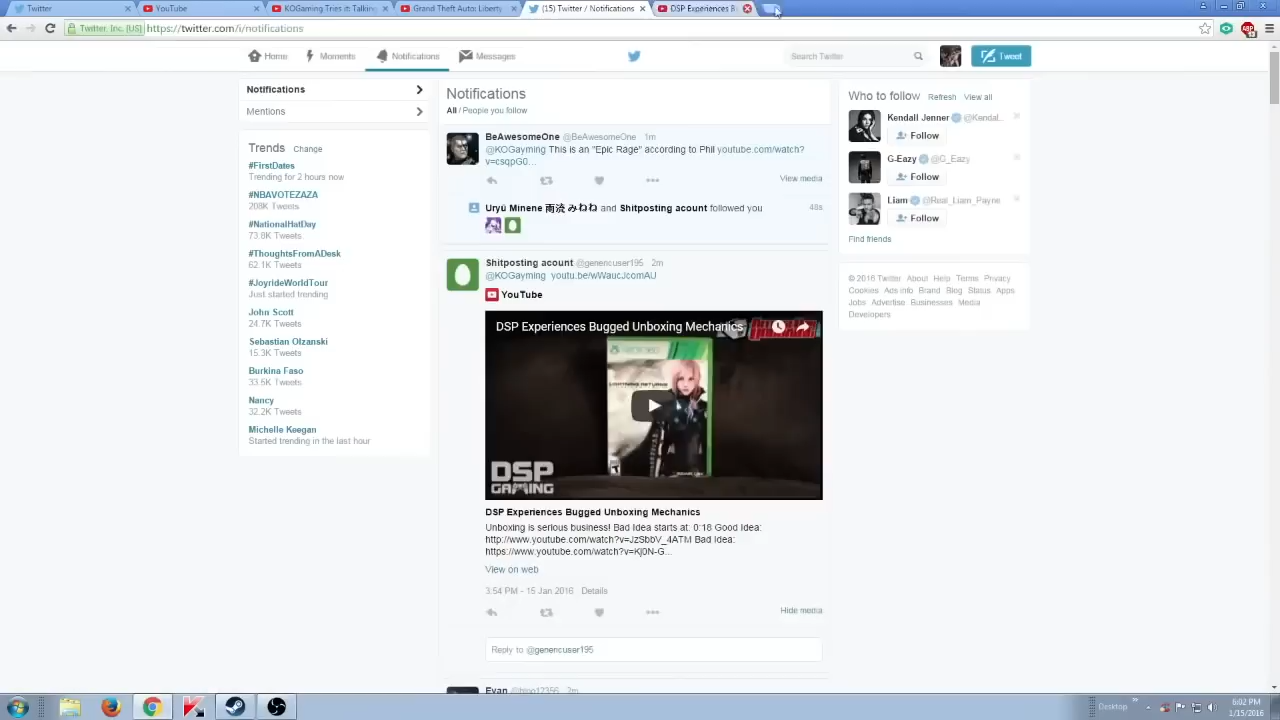 Twitter
YouTube
KOGaming Tries it Talkin
Grand Theft Auto Online
(15) Twitter / Notifications
DSP Experiences B
Twitter, Inc. [US]
https://twitter.com/i/notifications
Home
Moments
Notifications
Messages
Search Twitter
Tweet
Notifications
Mentions
Trends Change
#FirstDates
Trending for 2 hours now
#NBAVOTEZAZA
208K Tweets
#NationalHatDay
73.8K Tweets
#ThoughtsFromADesk
62.1K Tweets
#JoyrideWorldTour
Just started trending
John Scott
24.7K Tweets
Sebastian Olzanski
15.3K Tweets
Burkina Faso
33.5K Tweets
Nancy
32.2K Tweets
Michelle Keegan
Started trending in the last hour
Notifications
All / People you follow
BeAwesomeOne @BeAwesomeOne 1m
@KOGayming This is an "Epic Rage" according to Phil youtube.com/watch?
v=csqpG0...
View media
Uryú Minene 雨流 みねね and Shitposting acount followed you 48s
Shitposting acount @genericuser195 2m
@KOGayming youtu.be/wWaucJcomAU
YouTube
DSP Experiences Bugged Unboxing Mechanics
DSP
GAMING
DSP Experiences Bugged Unboxing Mechanics
Unboxing is serious business! Bad Idea starts at: 0:18 Good Idea:
http://www.youtube.com/watch?v=JzSbbV_4ATM Bad Idea:
https://www.youtube.com/watch?v=Kj0N-G...
View on web
3:54 PM - 15 Jan 2016 Details
Hide media
Reply to @genericuser195
Evan
2m
Who to follow Refresh View all
Kendall Jenner @Kendal...
Follow
G-Eazy @G_Eazy
Follow
Liam @Real_Liam_Payne
Follow
Find friends
© 2016 Twitter About Help Terms Privacy
Cookies Ads info Brand Blog Status Apps
Jobs Advertise Businesses Media
Developers
Desktop
6:02 PM
1/15/2016